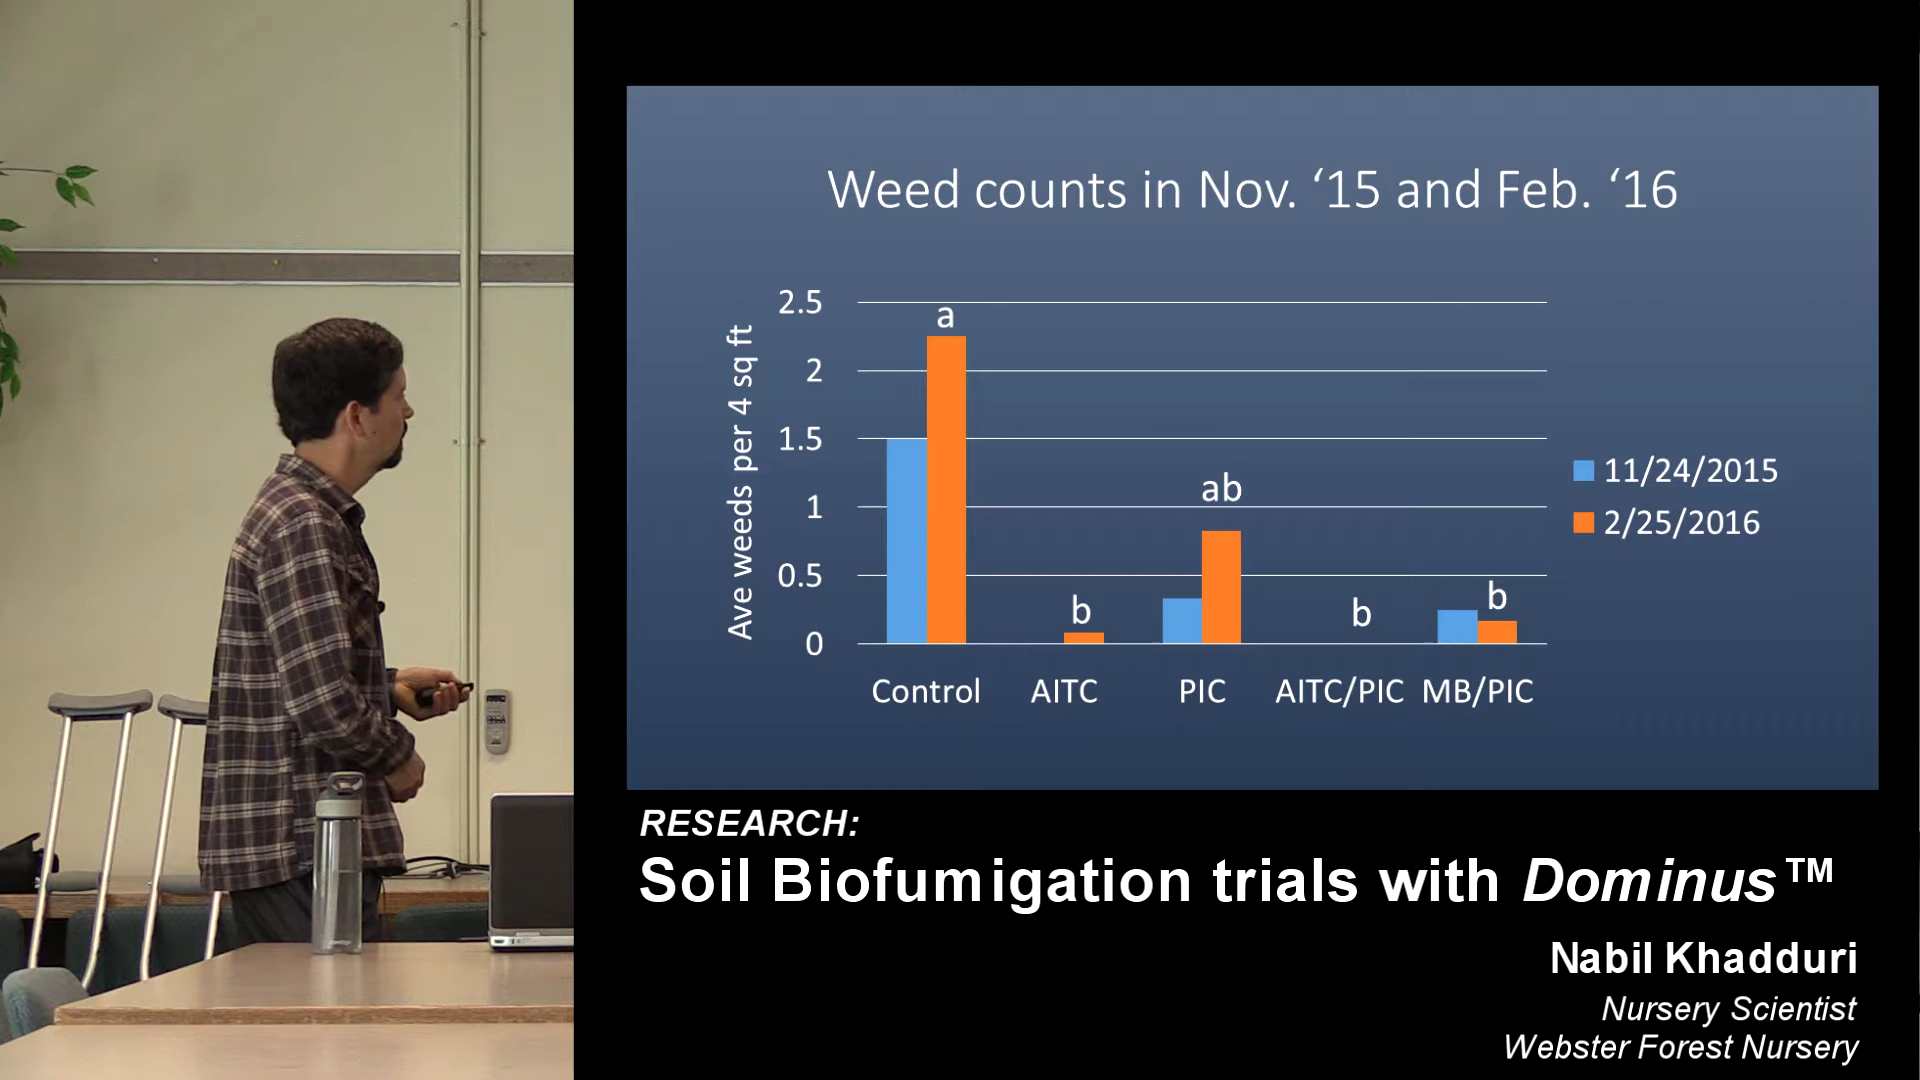 Weed counts in Nov. ‘15 and Feb. ‘16
Ave weeds per 4 sq ft
2.5
2
1.5
1
0.5
0
a
b
ab
b
b
Control AITC PIC AITC/PIC MB/PIC
11/24/2015
2/25/2016
RESEARCH:
Soil Biofumigation trials with Dominus™
Nabil Khadduri
Nursery Scientist
Webster Forest Nursery